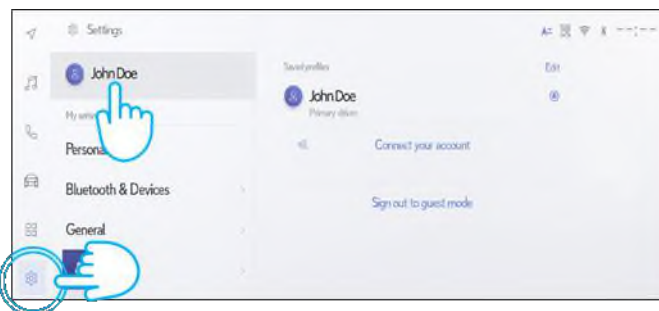 Settings
John Doe
Saved profiles
Edit
John Doe
Primary driver
Connect your account
Sign out to guest mode
Bluetooth & Devices
General
--:--